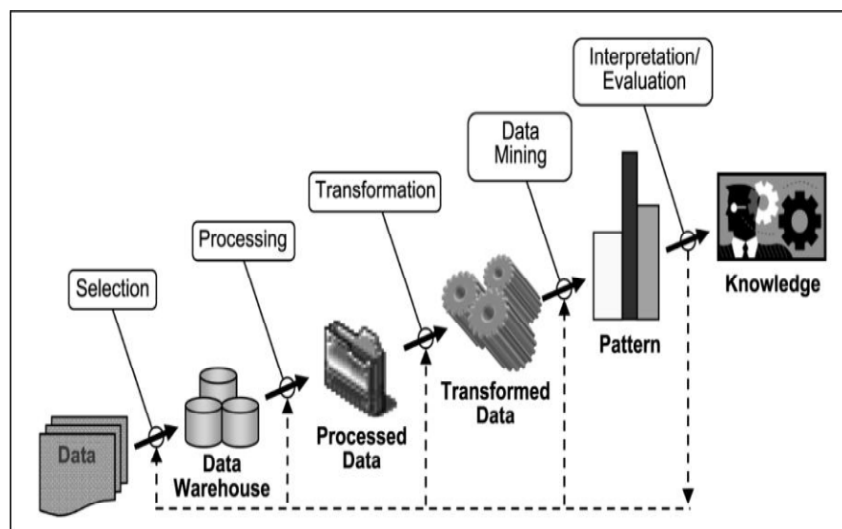 Interpretation/
Evaluation
Data
Mining
Transformation
Processing
Selection
Knowledge
Pattern
Transformed
Data
Processed
Data
Data
Warehouse
Data